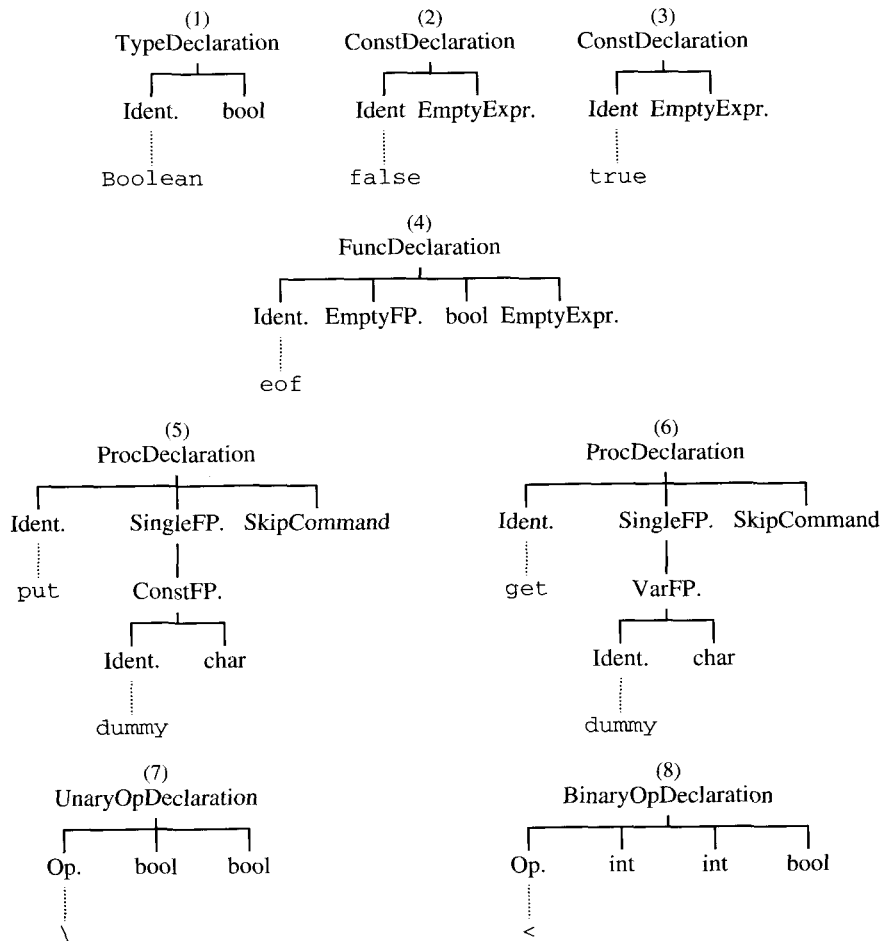 (1) (2) (3)
TypeDeclaration ConstDeclaration ConstDeclaration
Ident. bool Ident EmptyExpr. Ident EmptyExpr.
Boolean false true
(4)
FuncDeclaration
Ident. EmptyFP. bool EmptyExpr.
eof
(5) (6)
ProcDeclaration ProcDeclaration
Ident. SingleFP. SkipCommand Ident. SingleFP. SkipCommand
put ConstFP. get VarFP.
Ident. char Ident. char
dummy dummy
(7) (8)
UnaryOpDeclaration BinaryOpDeclaration
Op. bool bool Op. int int bool
\ <